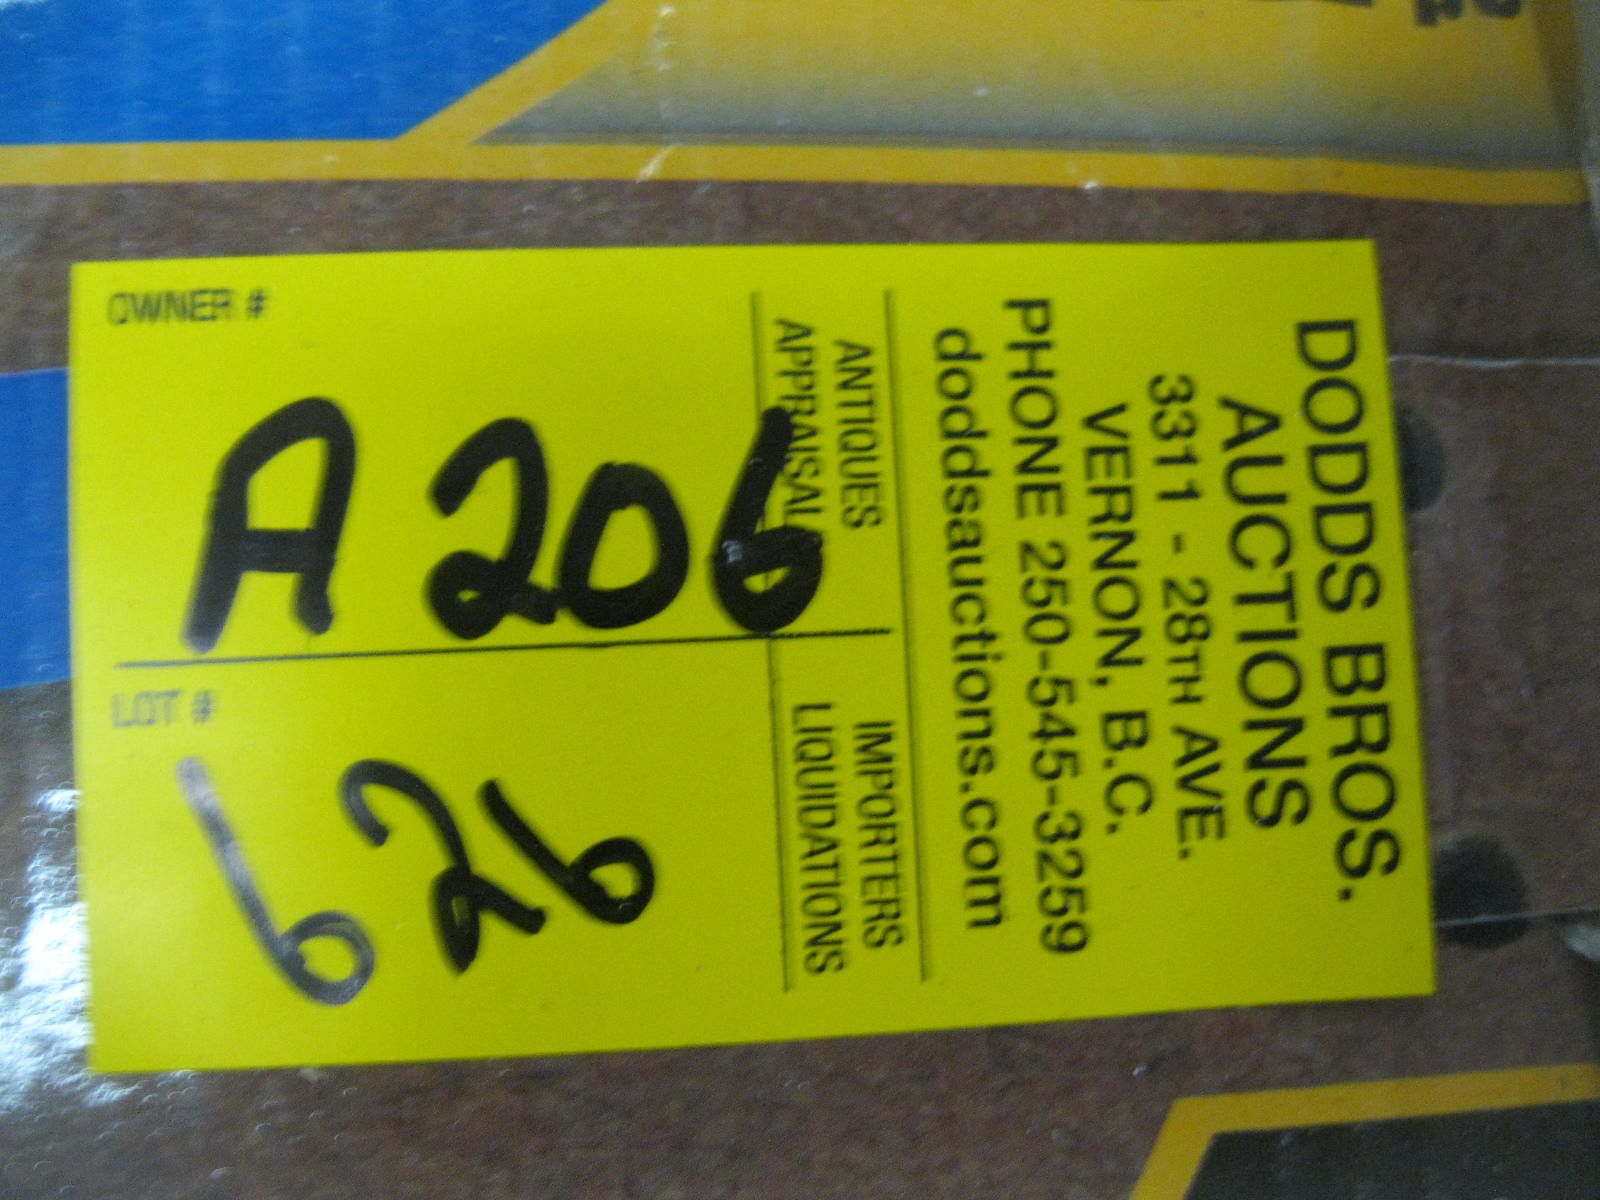 DODDS BROS.
AUCTIONS
3311 - 28TH AVE.
VERNON, B.C.
PHONE 250-545-3259
doddsauctions.com
ANTIQUES
APPRAISALS
IMPORTERS
LIQUIDATIONS
OWNER #
A206
LOT #
626